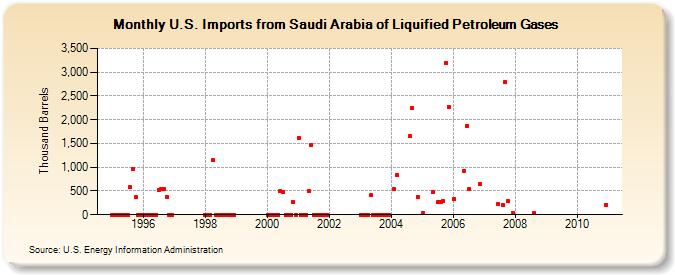 Monthly U.S. Imports from Saudi Arabia of Liquified Petroleum Gases
Thousand Barrels
3,500
3,000
2,500
2,000
1,500
1,000
500
0
1996 1998 2000 2002 2004 2006 2008 2010
Source: U.S. Energy Information Administration